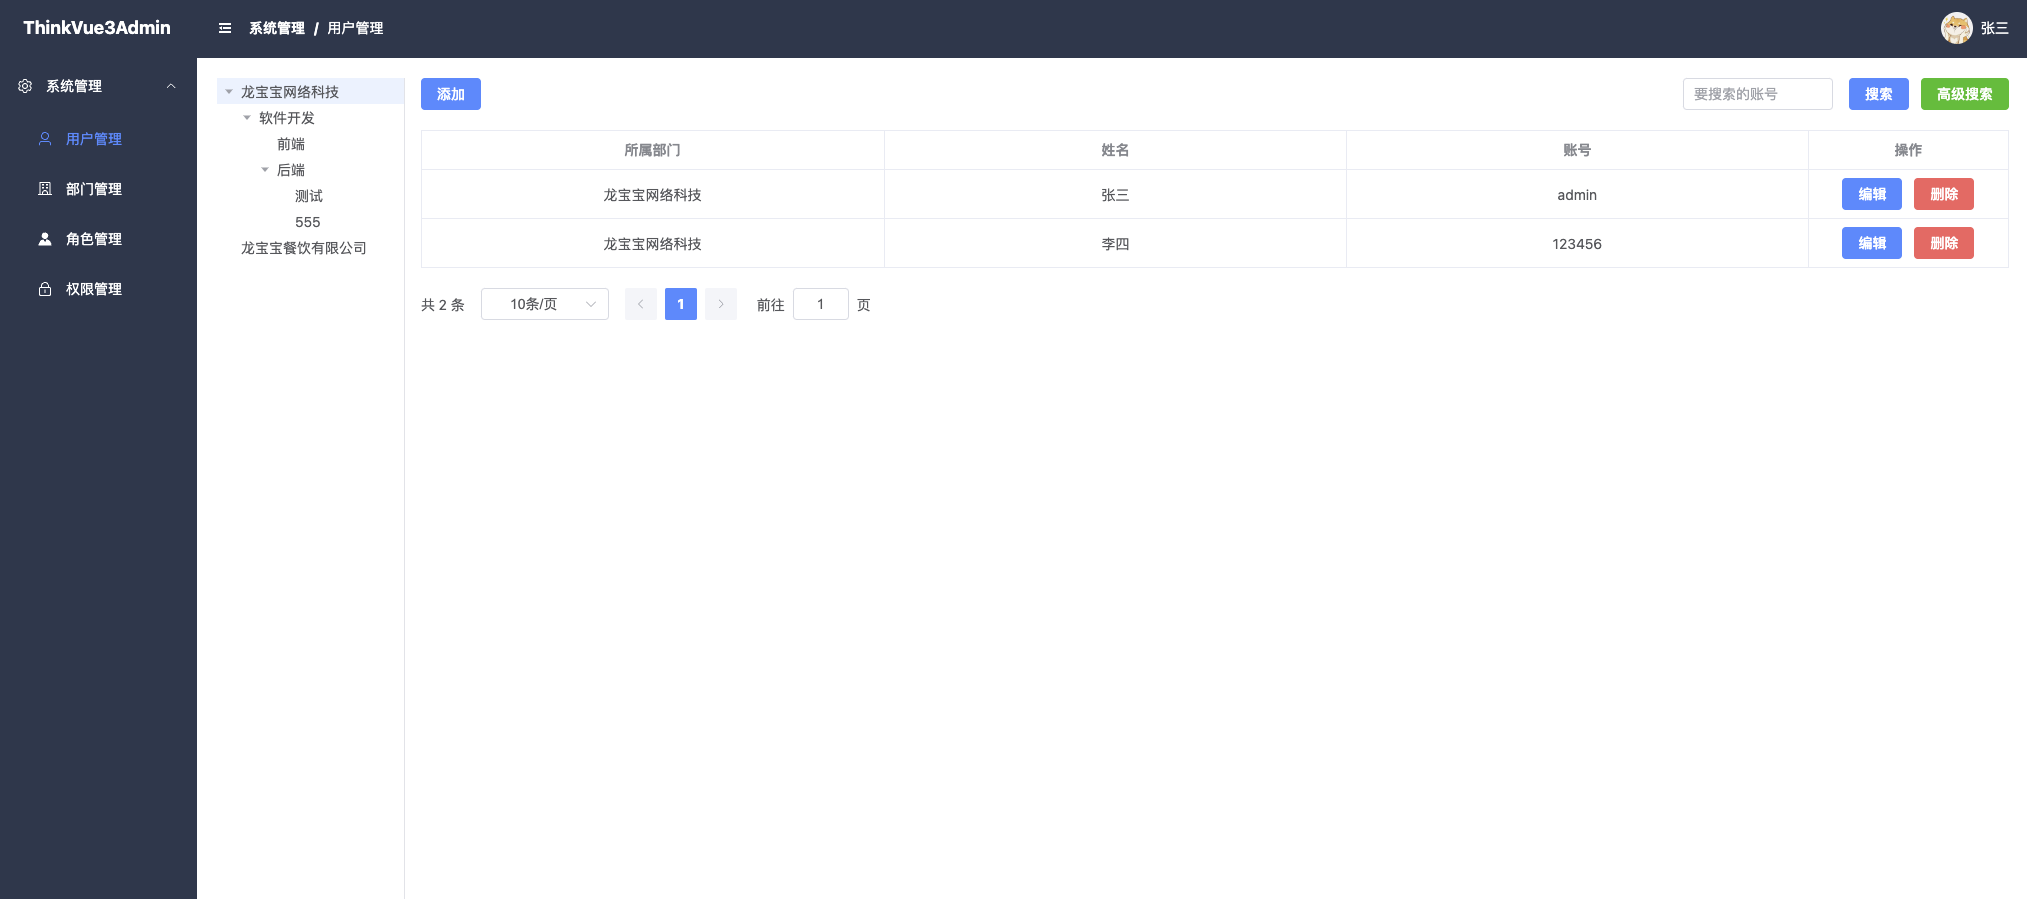 ThinkVue3Admin
系统管理 / 用户管理
张三
系统管理
用户管理
部门管理
角色管理
权限管理
龙宝宝网络科技
软件开发
前端
后端
测试
555
龙宝宝餐饮有限公司
添加
要搜索的账号
搜索
高级搜索
所属部门 姓名 账号 操作
龙宝宝网络科技 张三 admin 编辑 删除
龙宝宝网络科技 李四 123456 编辑 删除
共 2 条 10条/页 1 前往 1 页